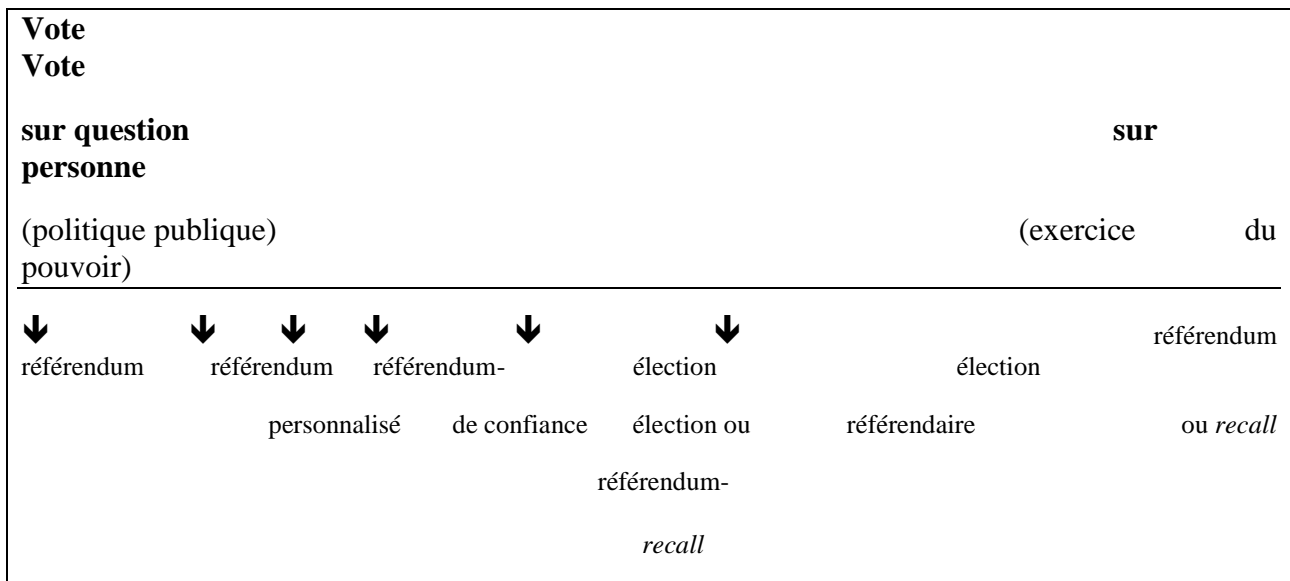 Vote
Vote
sur question sur
personne
(politique publique) (exercice du
pouvoir)
référendum
référendum référendum référendum- élection élection
personnalisé de confiance élection ou référendaire ou recall
référendum-
recall